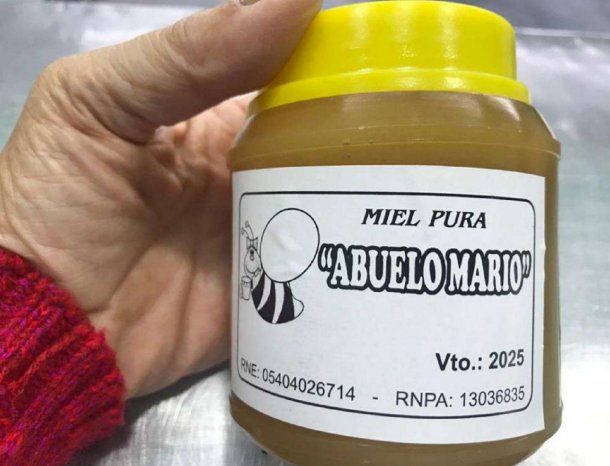 MIEL PURA
“ABUELO MARIO”
Vto.: 2025
RNE: 05404026714 - RNPA: 13036835